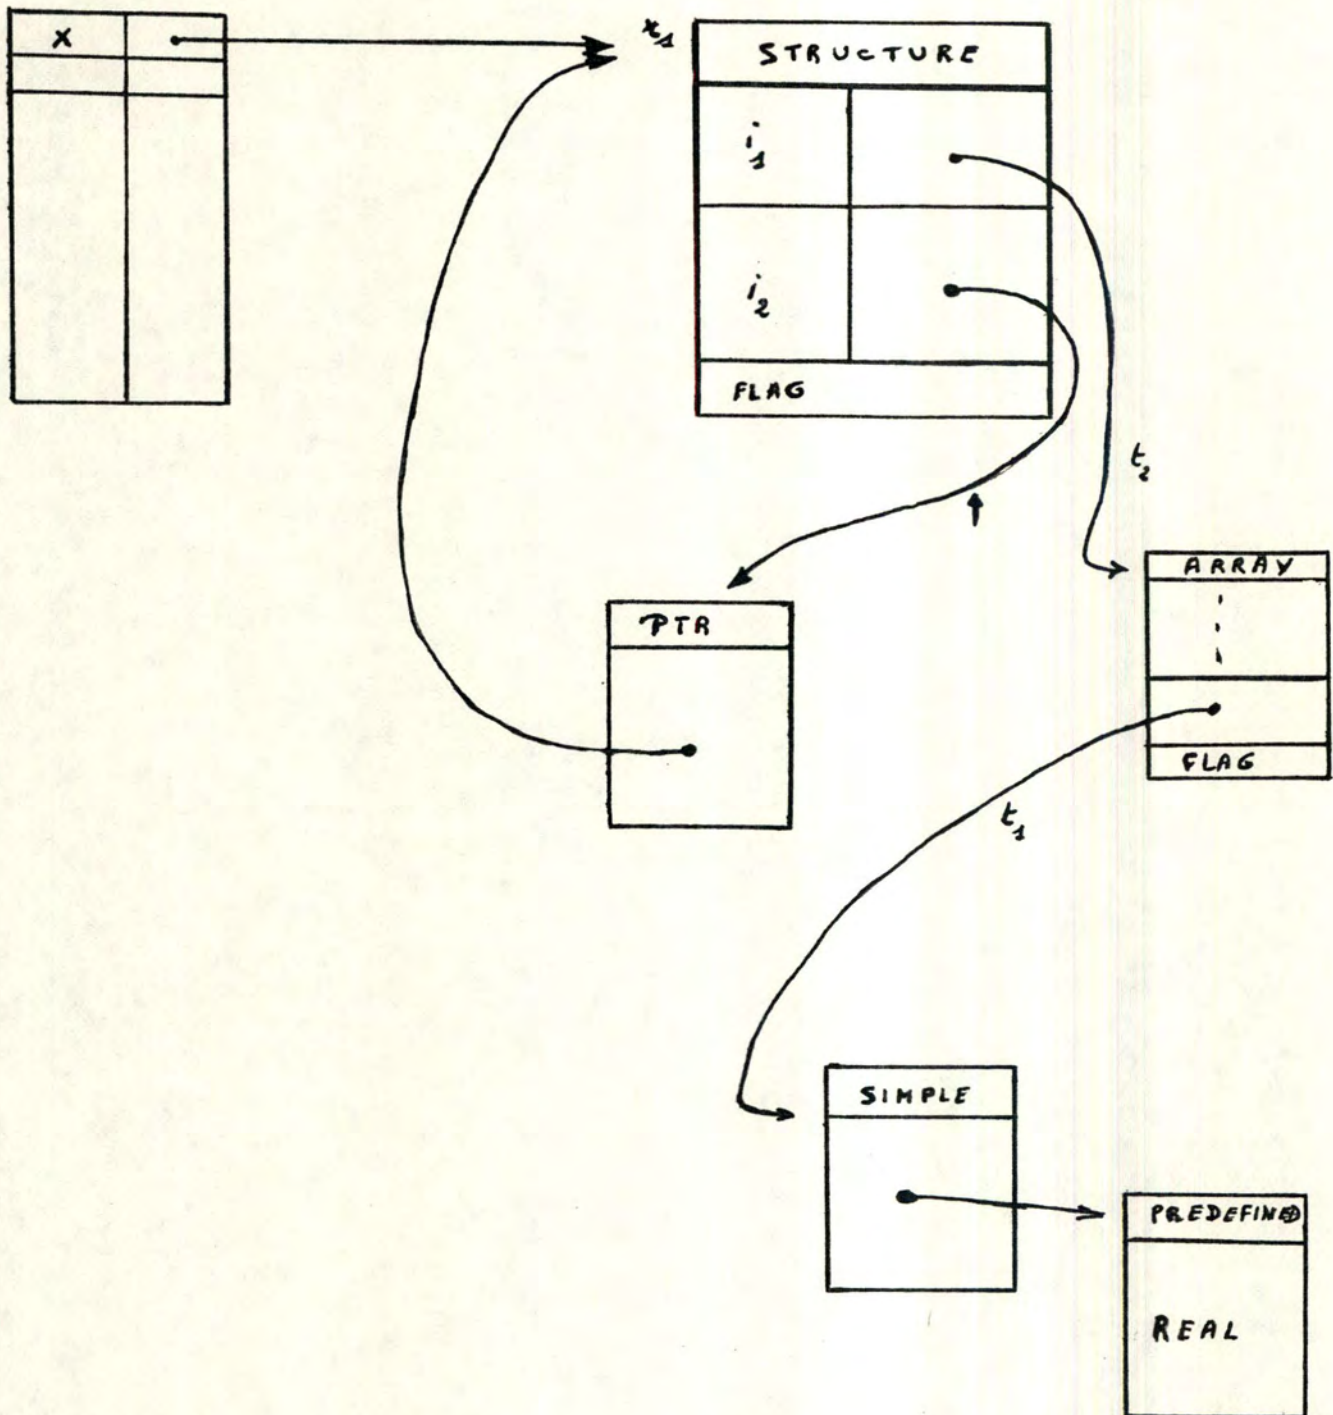 X
x₁
STRUCTURE
i₁
i₂
FLAG
t₂
ARRAY
PTR
FLAG
t₁
SIMPLE
PREDEFINED
REAL